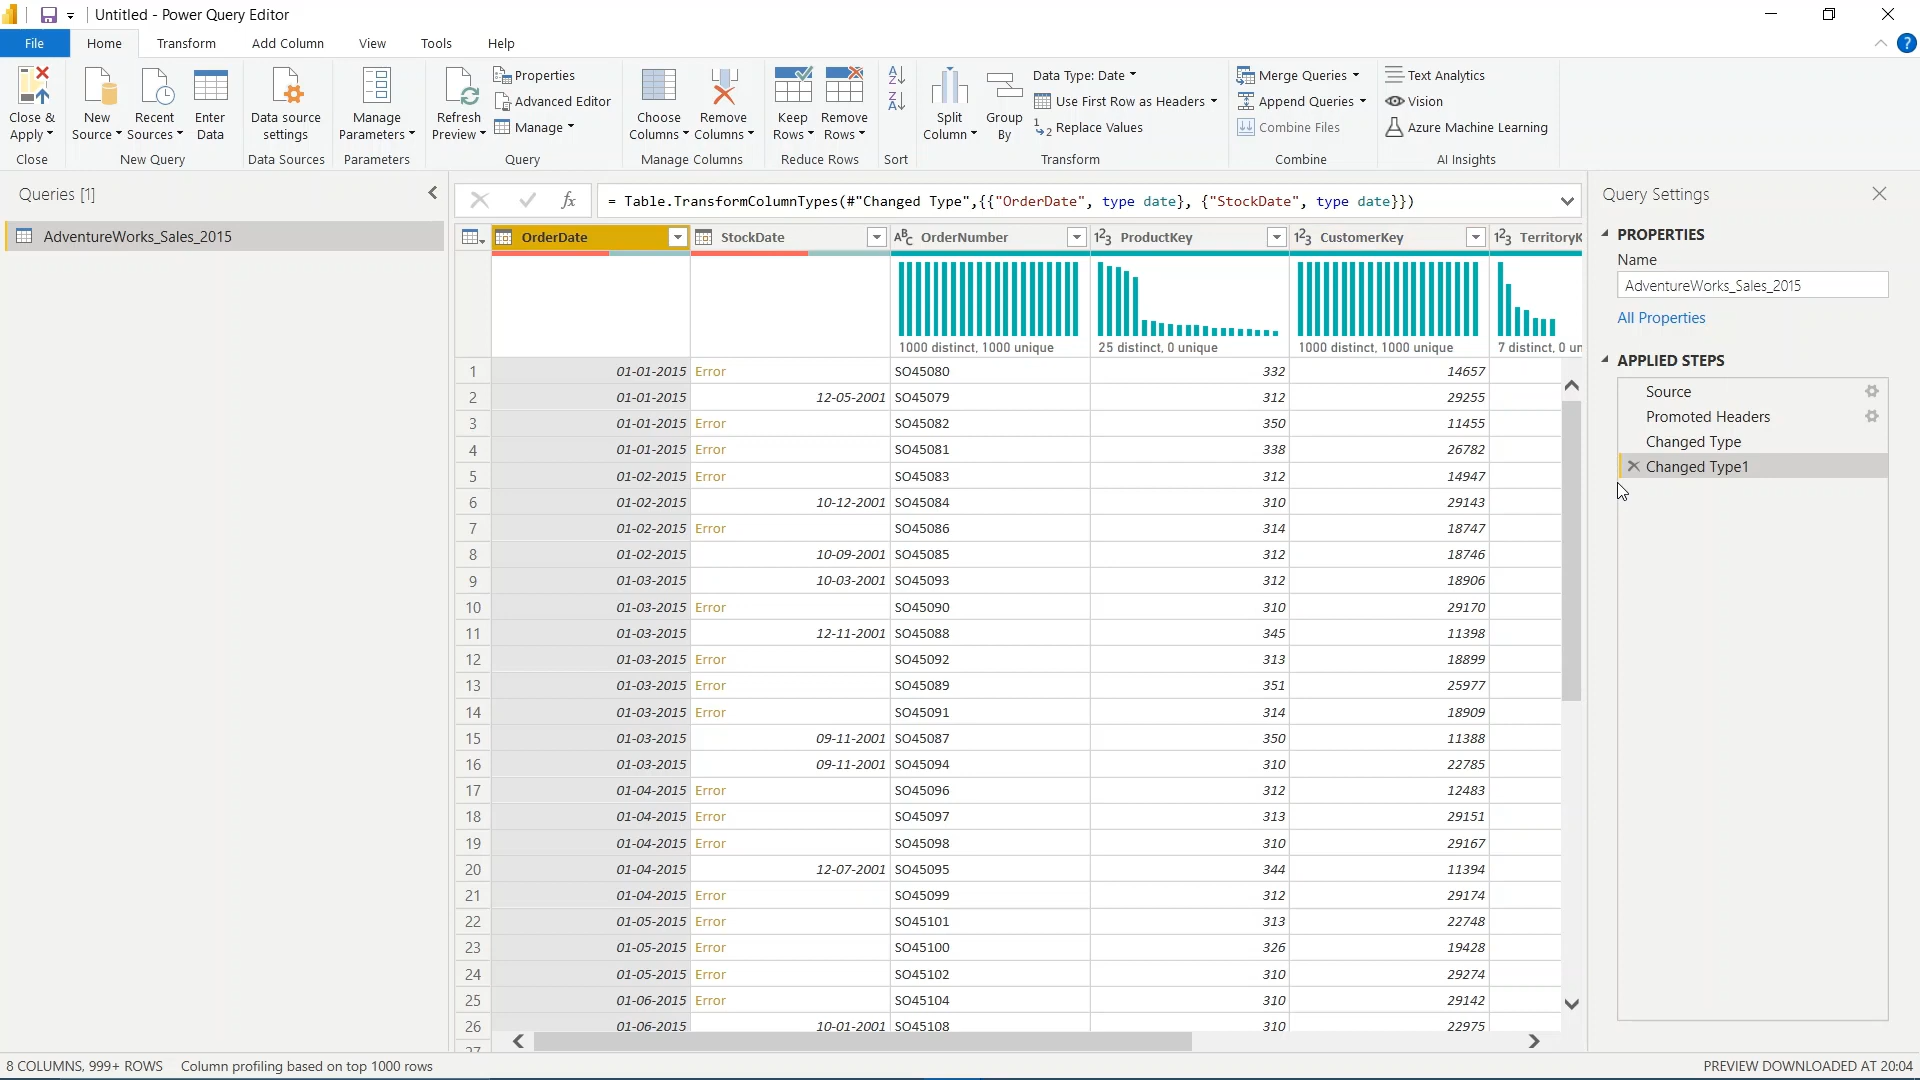 Untitled - Power Query Editor
File Home Transform Add Column View Tools Help
Close & Apply
Close
New Source
Recent Sources
Enter Data
New Query
Data source settings
Data Sources
Manage Parameters
Parameters
Refresh Preview
Properties
Advanced Editor
Manage
Query
Choose Columns
Remove Columns
Manage Columns
Keep Rows
Remove Rows
Reduce Rows
Sort
Split Column
Group By
Data Type: Date
Use First Row as Headers
Replace Values
Transform
Merge Queries
Append Queries
Combine Files
Combine
Text Analytics
Vision
Azure Machine Learning
AI Insights
Queries [1]
AdventureWorks_Sales_2015
fx = Table.TransformColumnTypes(#"Changed Type",{{"OrderDate", type date}, {"StockDate", type date}})
OrderDate StockDate OrderNumber ProductKey CustomerKey TerritoryK
1000 distinct, 1000 unique 25 distinct, 0 unique 1000 distinct, 1000 unique 7 distinct, 0 un
1 01-01-2015 Error SO45080 332 14657
2 01-01-2015 12-05-2001 SO45079 312 29255
3 01-01-2015 Error SO45082 350 11455
4 01-01-2015 Error SO45081 338 26782
5 01-02-2015 Error SO45083 312 14947
6 01-02-2015 10-12-2001 SO45084 310 29143
7 01-02-2015 Error SO45086 314 18747
8 01-02-2015 10-09-2001 SO45085 312 18746
9 01-03-2015 10-03-2001 SO45093 312 18906
10 01-03-2015 Error SO45090 310 29170
11 01-03-2015 12-11-2001 SO45088 345 11398
12 01-03-2015 Error SO45092 313 18899
13 01-03-2015 Error SO45089 351 25977
14 01-03-2015 Error SO45091 314 18909
15 01-03-2015 09-11-2001 SO45087 350 11388
16 01-03-2015 09-11-2001 SO45094 310 22785
17 01-04-2015 Error SO45096 312 12483
18 01-04-2015 Error SO45097 313 29151
19 01-04-2015 Error SO45098 310 29167
20 01-04-2015 12-07-2001 SO45095 344 11394
21 01-04-2015 Error SO45099 312 29174
22 01-05-2015 Error SO45101 313 22748
23 01-05-2015 Error SO45100 326 19428
24 01-05-2015 Error SO45102 310 29274
25 01-06-2015 Error SO45104 310 29142
26 01-06-2015 10-01-2001 SO45108 310 22975
Query Settings
PROPERTIES
Name
AdventureWorks_Sales_2015
All Properties
APPLIED STEPS
Source
Promoted Headers
Changed Type
Changed Type1
8 COLUMNS, 999+ ROWS Column profiling based on top 1000 rows
PREVIEW DOWNLOADED AT 20:04